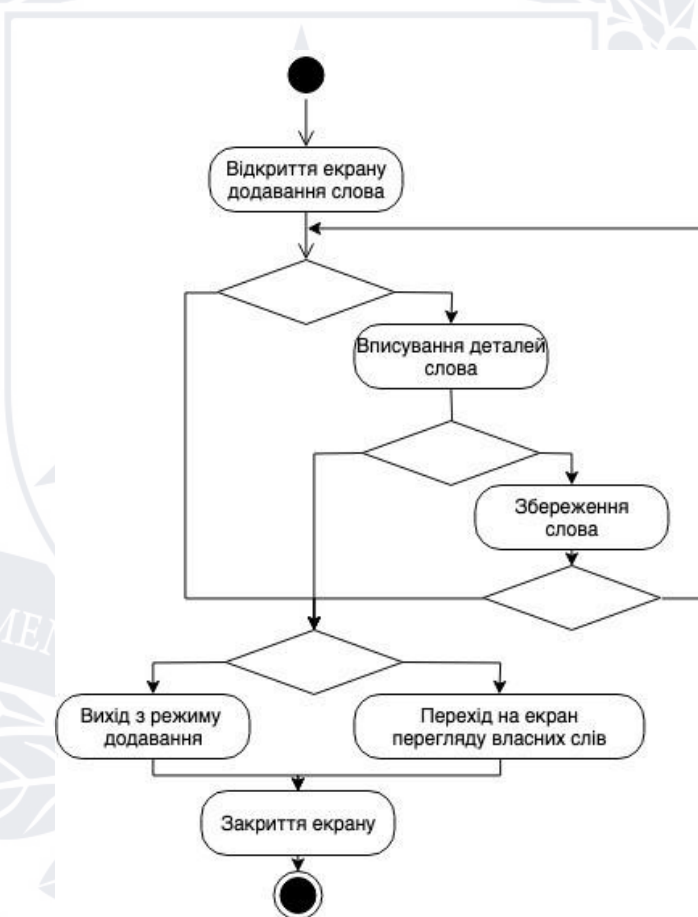 Відкриття екрану
додавання слова
Вписування деталей
слова
Збереження
слова
Вихід з режиму
додавання
Перехід на екран
перегляду власних слів
Закриття екрану